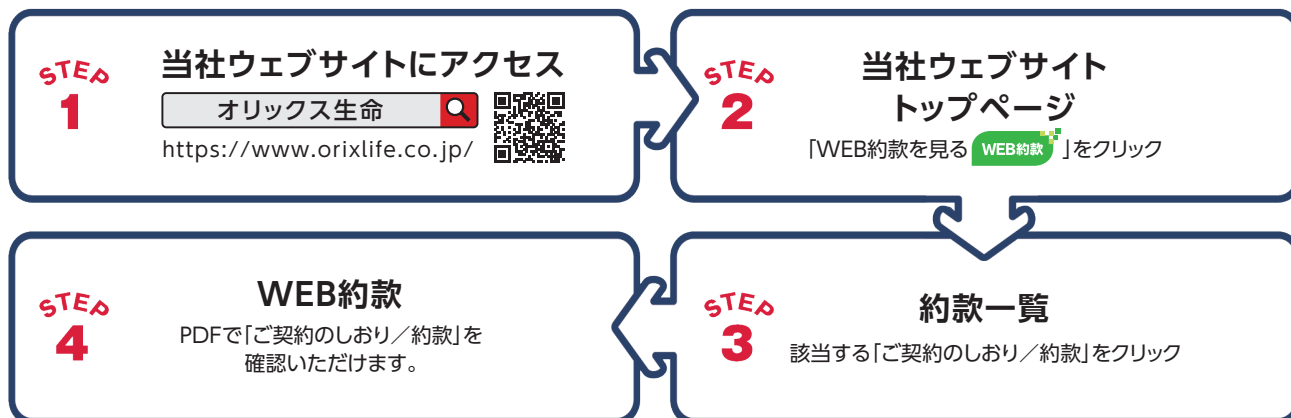 STEP
1
当社ウェブサイトにアクセス
オリックス生命
https://www.orixlife.co.jp/
STEP
2
当社ウェブサイト
トップページ
「WEB約款を見る WEB約款 」をクリック
STEP
3
約款一覧
該当する「ご契約のしおり／約款」をクリック
STEP
4
WEB約款
PDFで「ご契約のしおり／約款」を
確認いただけます。